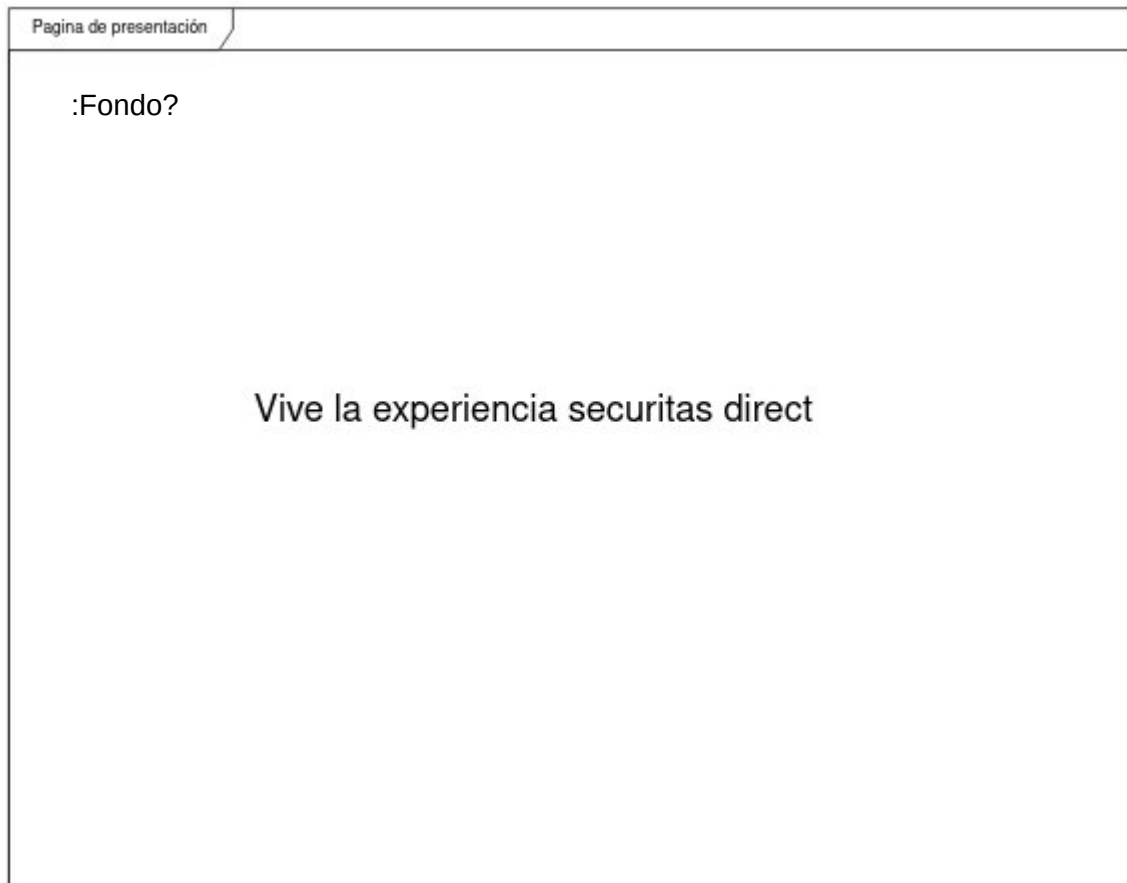 Pagina de presentación
:Fondo?
Vive la experiencia securitas direct